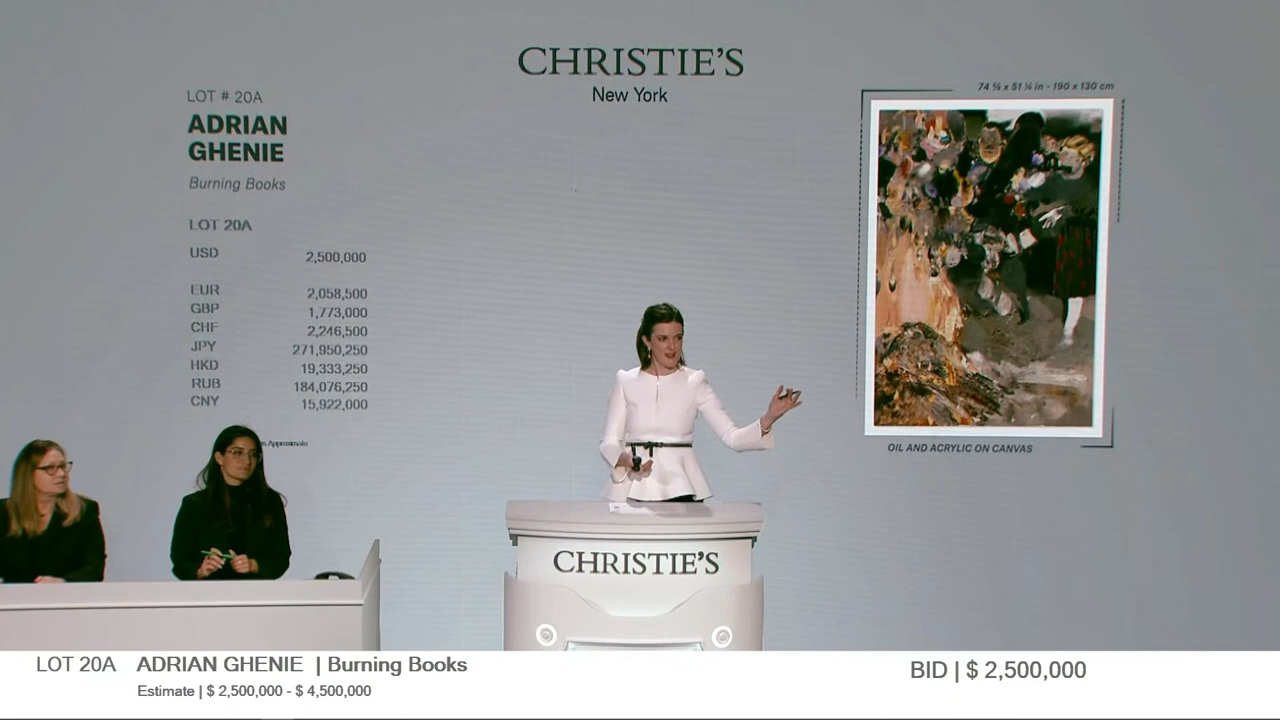 CHRISTIE'S
New York
LOT # 20A
ADRIAN
GHENIE
Burning Books
LOT 20A
USD 2,500,000
EUR 2,058,500
GBP 1,773,000
CHF 2,246,500
JPY 271,950,250
HKD 19,333,250
RUB 184,076,250
CNY 15,922,000
Approximate
74 ¾ x 51 ¼ in - 190 x 130 cm
OIL AND ACRYLIC ON CANVAS
CHRISTIE'S
LOT 20A ADRIAN GHENIE | Burning Books
Estimate | $ 2,500,000 - $ 4,500,000
BID | $ 2,500,000